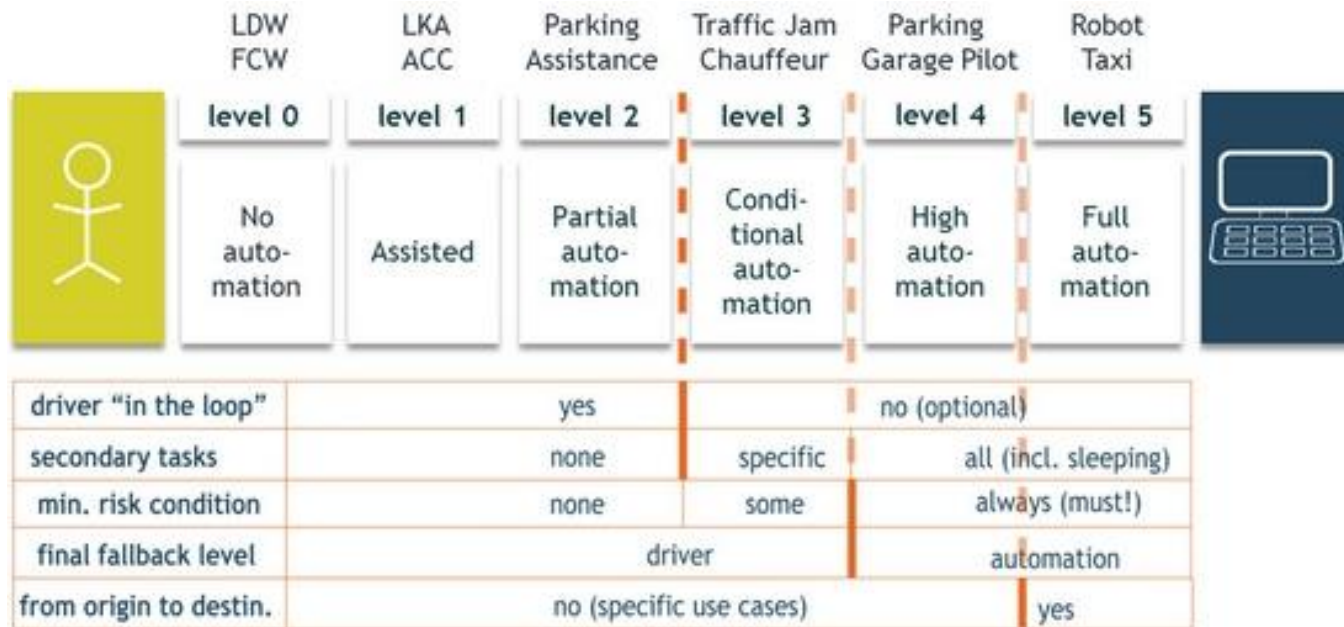 LDW LKA Parking Traffic Jam Parking Robot
FCW ACC Assistance Chauffeur Garage Pilot Taxi
level 0 level 1 level 2 level 3 level 4 level 5
No
auto-
mation
Assisted
Partial
auto-
mation
Condi-
tional
auto-
mation
High
auto-
mation
Full
auto-
mation
driver “in the loop” yes no (optional)
secondary tasks none specific all (incl. sleeping)
min. risk condition none some always (must!)
final fallback level driver automation
from origin to destin. no (specific use cases) yes